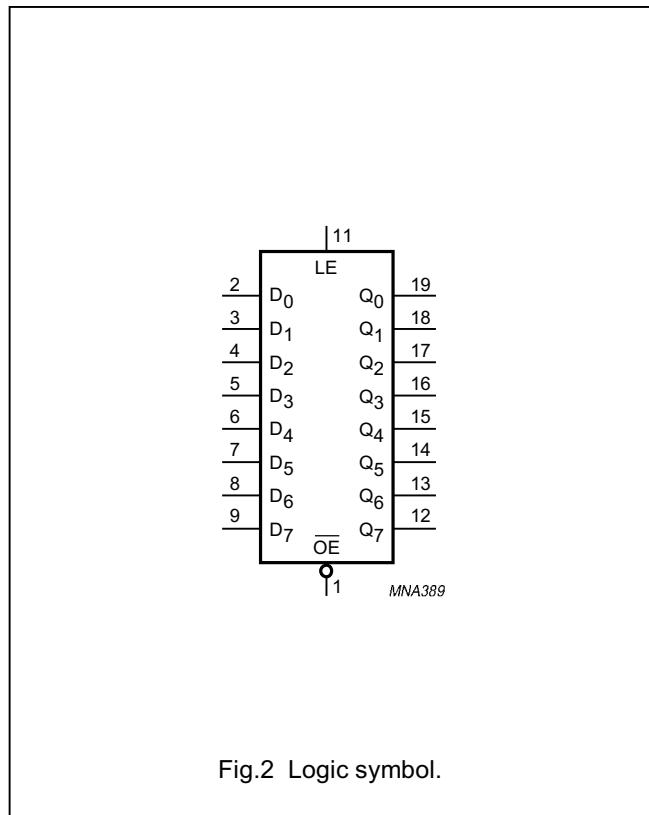 11
LE
2 D0 Q0 19
3 D1 Q1 18
4 D2 Q2 17
5 D3 Q3 16
6 D4 Q4 15
7 D5 Q5 14
8 D6 Q6 13
9 D7 Q7 12
O̅E̅
1
MNA389
Fig.2 Logic symbol.